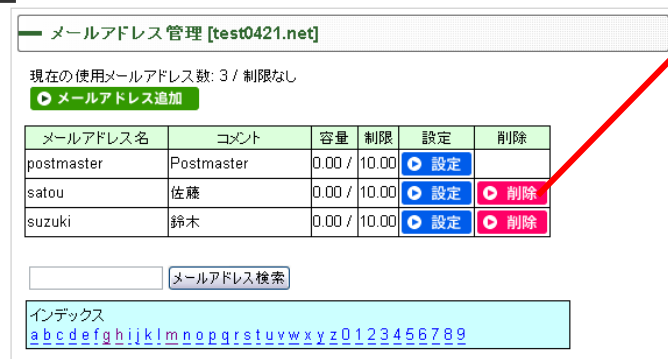 メールアドレス管理 [test0421.net]
現在の使用メールアドレス数: 3 / 制限なし
メールアドレス追加
メールアドレス名 コメント 容量 制限 設定 削除
postmaster Postmaster 0.00 / 10.00 設定
satou 佐藤 0.00 / 10.00 設定 削除
suzuki 鈴木 0.00 / 10.00 設定 削除
メールアドレス検索
インデックス
a b c d e f g h i j k l m n o p q r s t u v w x y z 0 1 2 3 4 5 6 7 8 9